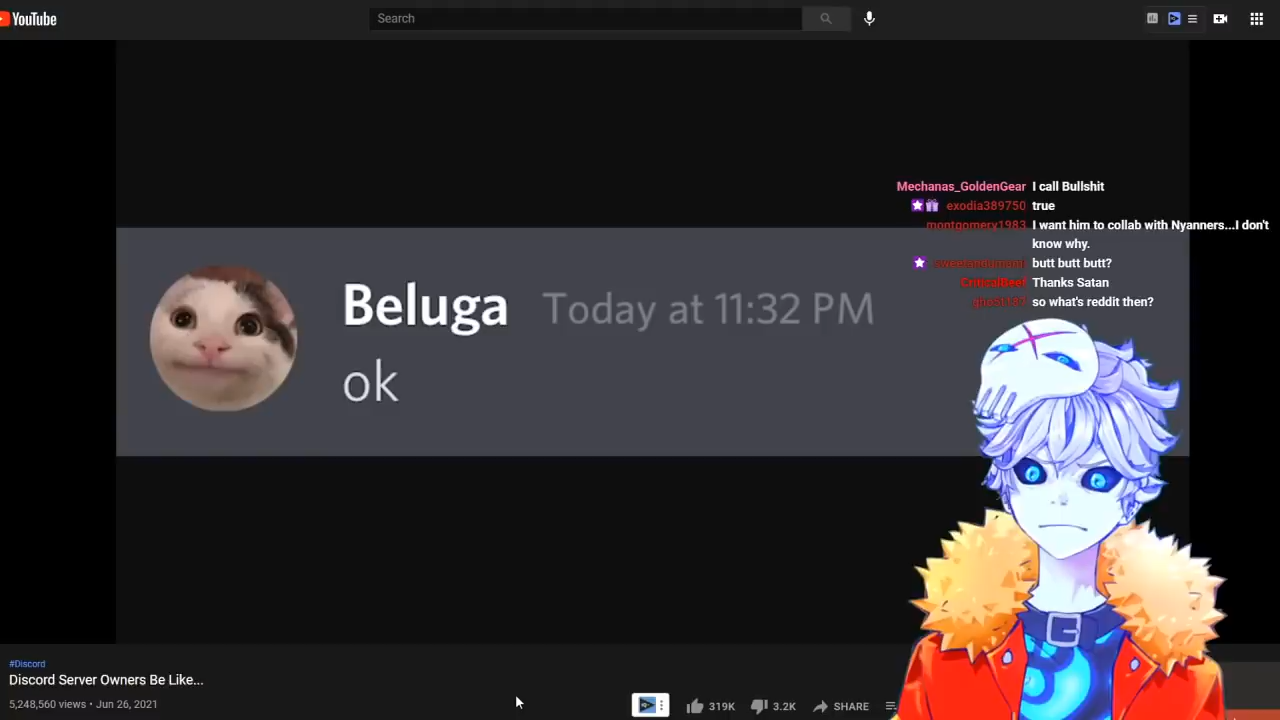 YouTube
Search
Mechanas_GoldenGear I call Bullshit
exodia389750 true
montgomery1983 I want him to collab with Nyanners...I don't
know why.
butt butt butt?
CriticalBeef Thanks Satan
so what's reddit then?
Beluga Today at 11:32 PM
ok
#Discord
Discord Server Owners Be Like...
5,248,560 views • Jun 26, 2021
319K
3.2K
SHARE